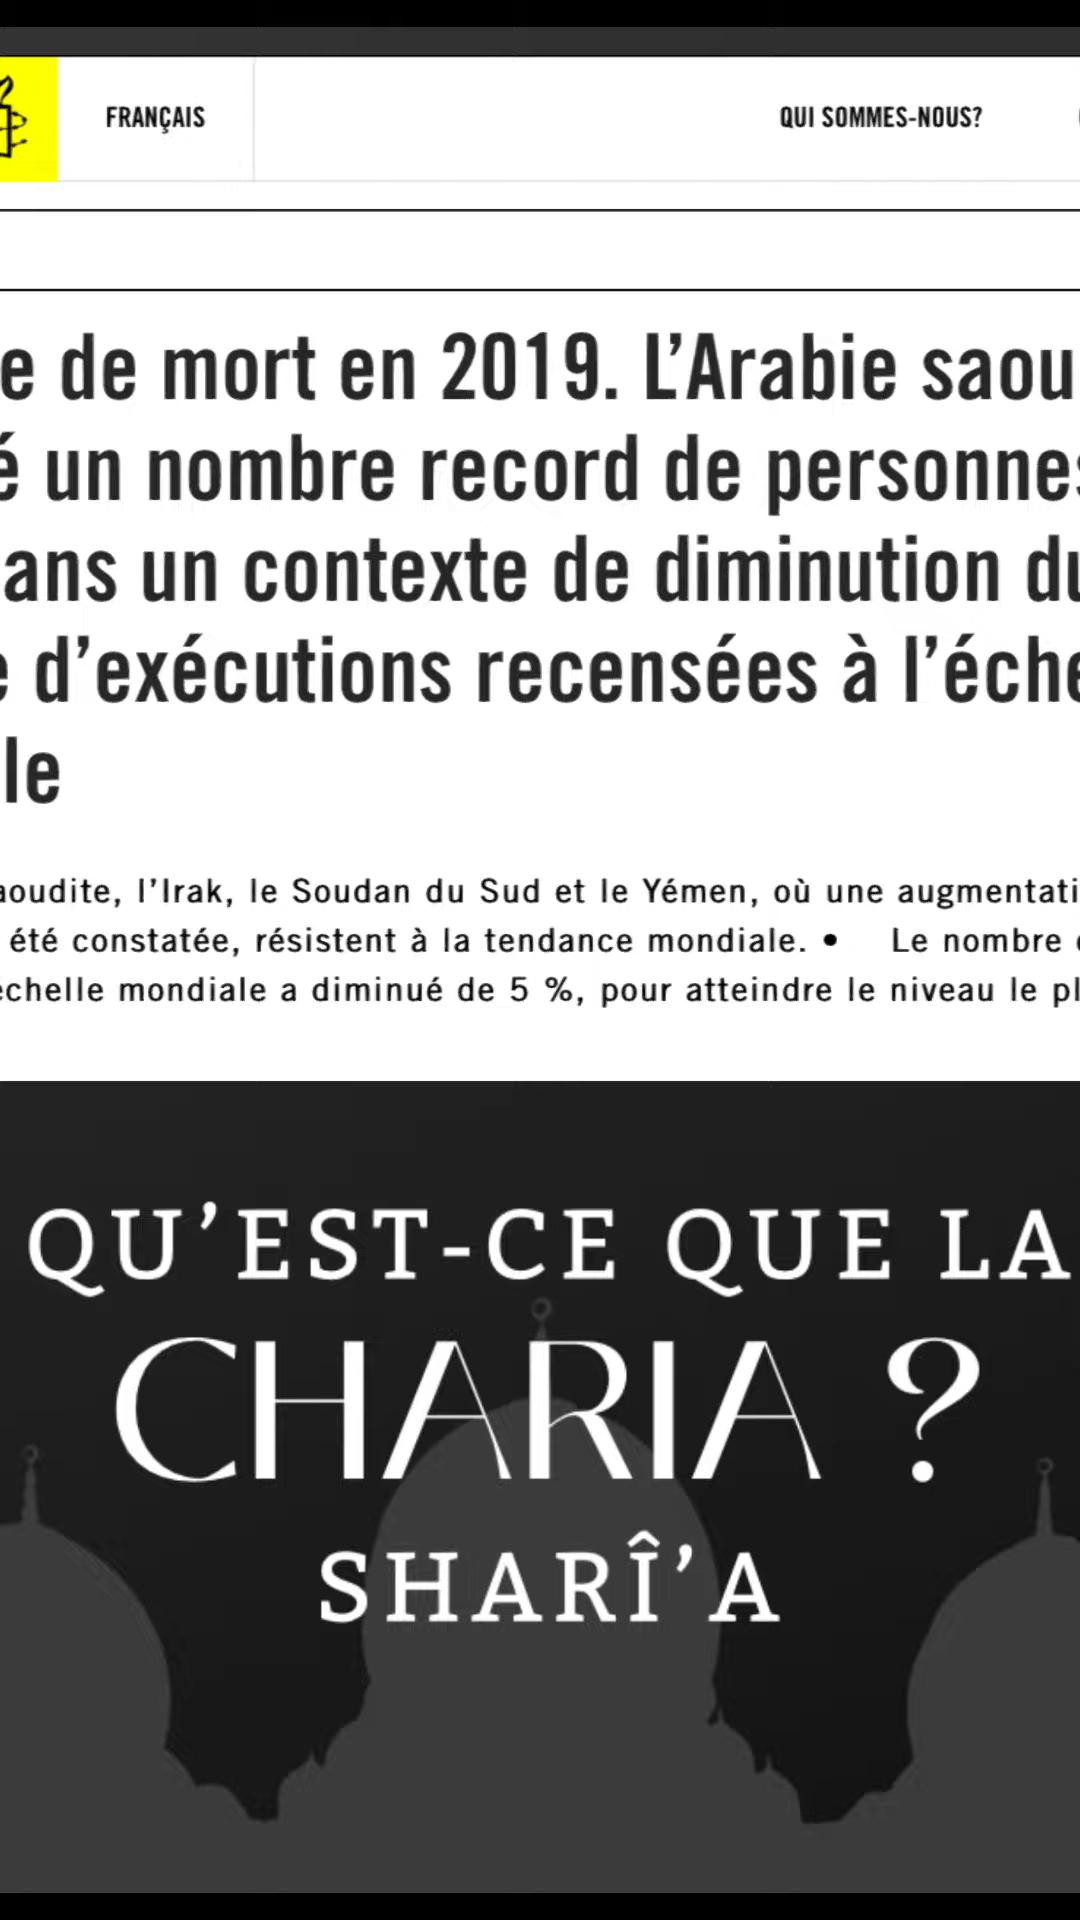 FRANÇAIS
QUI SOMMES-NOUS?
e de mort en 2019. L’Arabie saou
é un nombre record de personnes
ans un contexte de diminution du
e d’exécutions recensées à l’éche
le
aoudite, l’Irak, le Soudan du Sud et le Yémen, où une augmentati
été constatée, résistent à la tendance mondiale. • Le nombre
échelle mondiale a diminué de 5 %, pour atteindre le niveau le pl
QU’EST-CE QUE LA
CHARIA ?
SHARÎ’A